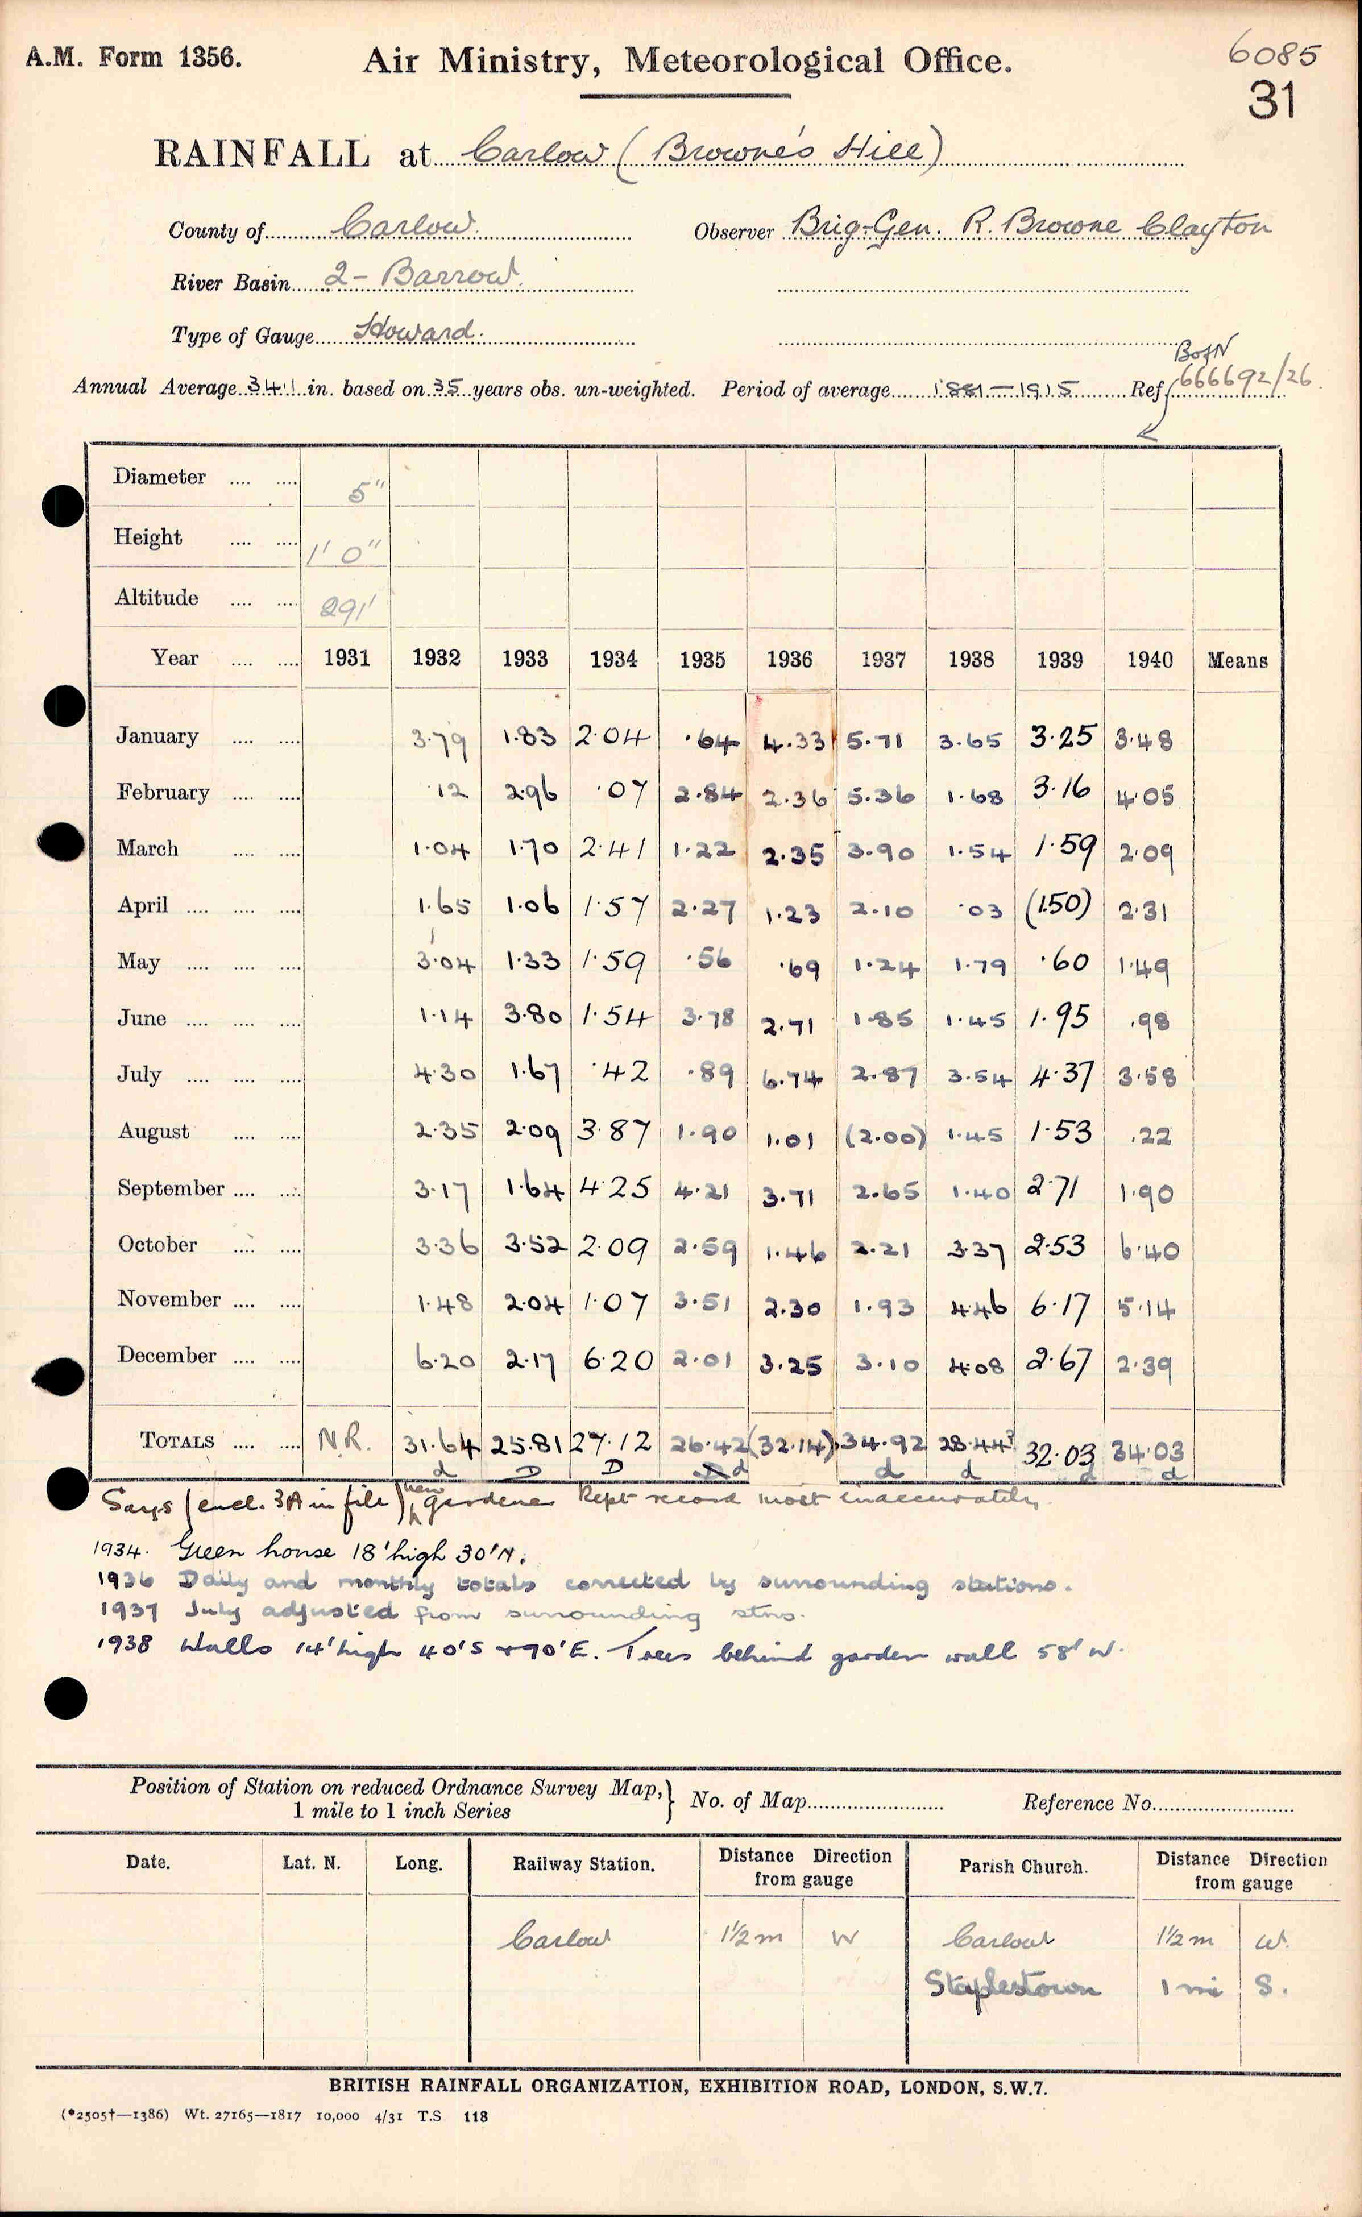 A.M. Form 1356. Air Ministry, Meteorological Office. 6085
31
RAINFALL at Carlow (Browne's Hill)
County of Carlow. Observer Brig-Gen. R. Browne Clayton
River Basin 2- Barrow.
Type of Gauge Howard.
Annual Average 34.1 in. based on 35 years obs. un-weighted. Period of average 1881-1915 Ref 666692/26.
Diameter .... .... 5"
Height .... .... 1' 0"
Altitude .... .... 291'
Year .... .... 1931 1932 1933 1934 1935 1936 1937 1938 1939 1940 Means
January .... .... 3.79 1.83 2.04 .64 4.33 5.71 3.65 3.25 3.48
February .... .... .12 2.96 .07 2.84 2.36 5.36 1.68 3.16 4.05
March .... .... 1.04 1.70 2.41 1.22 2.35 3.90 1.54 1.59 2.09
April .... .... .... 1.65 1.06 1.57 2.27 1.23 2.10 .03 (1.50) 2.31
May .... .... .... 3.04 1.33 1.59 .56 .69 1.24 1.79 .60 1.49
June .... .... .... 1.14 3.80 1.54 3.78 2.71 1.85 1.45 1.95 .98
July .... .... .... 4.30 1.67 .42 .89 6.74 2.87 3.54 4.37 3.58
August .... .... 2.35 2.09 3.87 1.90 1.01 (2.00) 1.45 1.53 .22
September .... .... 3.17 1.64 4.25 4.21 3.71 2.65 1.40 2.71 1.90
October .... .... 3.36 3.52 2.09 2.59 1.46 2.21 3.37 2.53 6.40
November .... .... 1.48 2.04 1.07 3.51 2.30 1.93 4.46 6.17 5.14
December .... .... 6.20 2.17 6.20 2.01 3.25 3.10 4.08 2.67 2.39
TOTALS .... .... N.R. 31.64 25.81 27.12 26.42 (32.14) 34.92 28.44 32.03 34.03
d D D d d d d d
Says (encl. 3A in file) new gardener kept record most inaccurately.
1934. Green house 18' high 30' N.
1936 Daily and monthly totals corrected by surrounding stations.
1937 July adjusted from surrounding stns.
1938 Walls 14' high 40' S + 90' E. Trees behind garden wall 58' W.
Position of Station on reduced Ordnance Survey Map,} No. of Map Reference No
1 mile to 1 inch Series
Date. Lat. N. Long. Railway Station. Distance Direction from gauge Parish Church. Distance Direction from gauge
Carlow 1½ m W Carlow 1½ m W.
Staplestown 1 mi S.
BRITISH RAINFALL ORGANIZATION, EXHIBITION ROAD, LONDON, S.W.7.
(*2505†—1386) Wt. 27165—1817 10,000 4/31 T.S 118